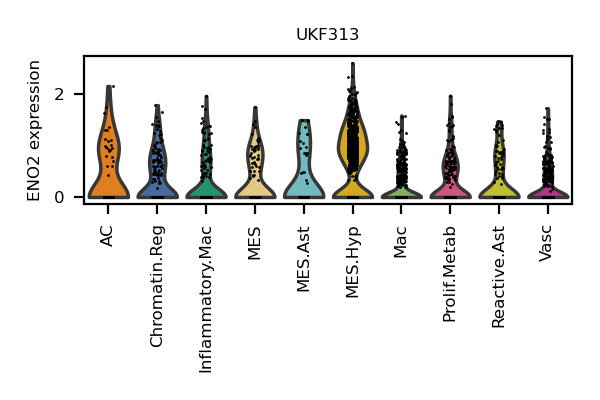 UKF313
ENO2 expression
2
0
AC
Chromatin.Reg
Inflammatory.Mac
MES
MES.Ast
MES.Hyp
Mac
Prolif.Metab
Reactive.Ast
Vasc